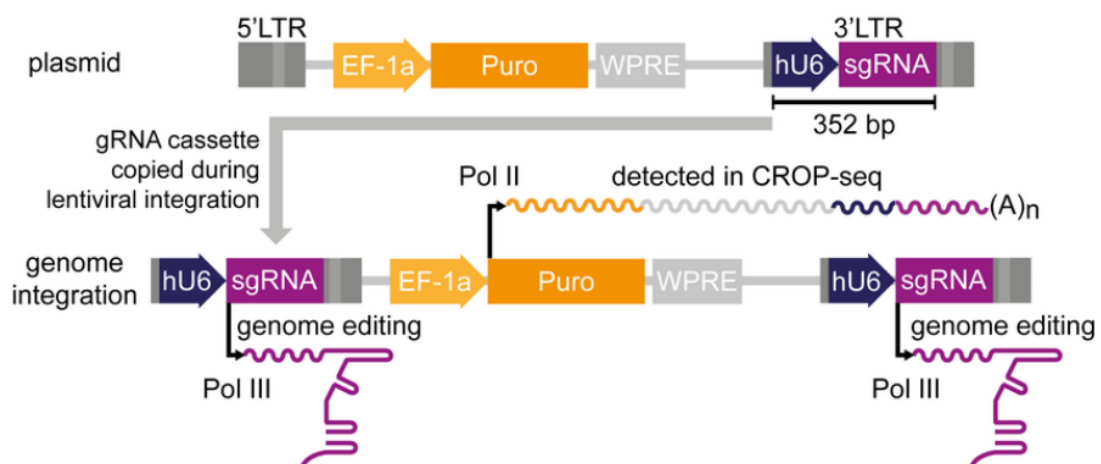 5'LTR
3'LTR
plasmid
EF-1a
Puro
WPRE
hU6
sgRNA
352 bp
gRNA cassette
copied during
lentiviral integration
Pol II
detected in CROP-seq
(A)n
genome
integration
hU6
sgRNA
EF-1a
Puro
WPRE
hU6
sgRNA
genome editing
genome editing
Pol III
Pol III